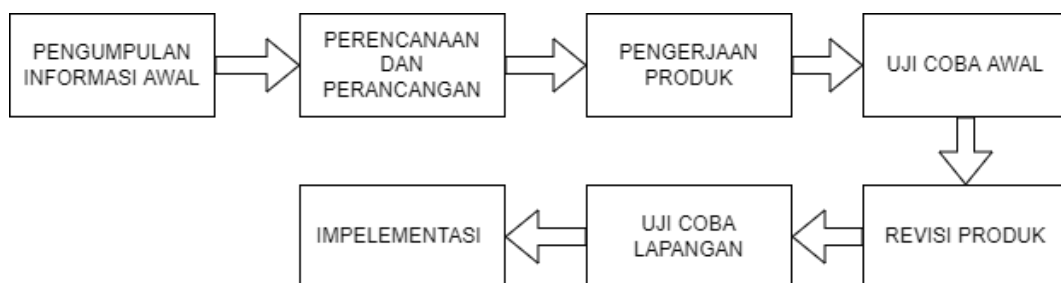 PENGUMPULAN
INFORMASI AWAL
PERENCANAAN
DAN
PERANCANGAN
PENGERJAAN
PRODUK
UJI COBA AWAL
REVISI PRODUK
UJI COBA
LAPANGAN
IMPELEMENTASI